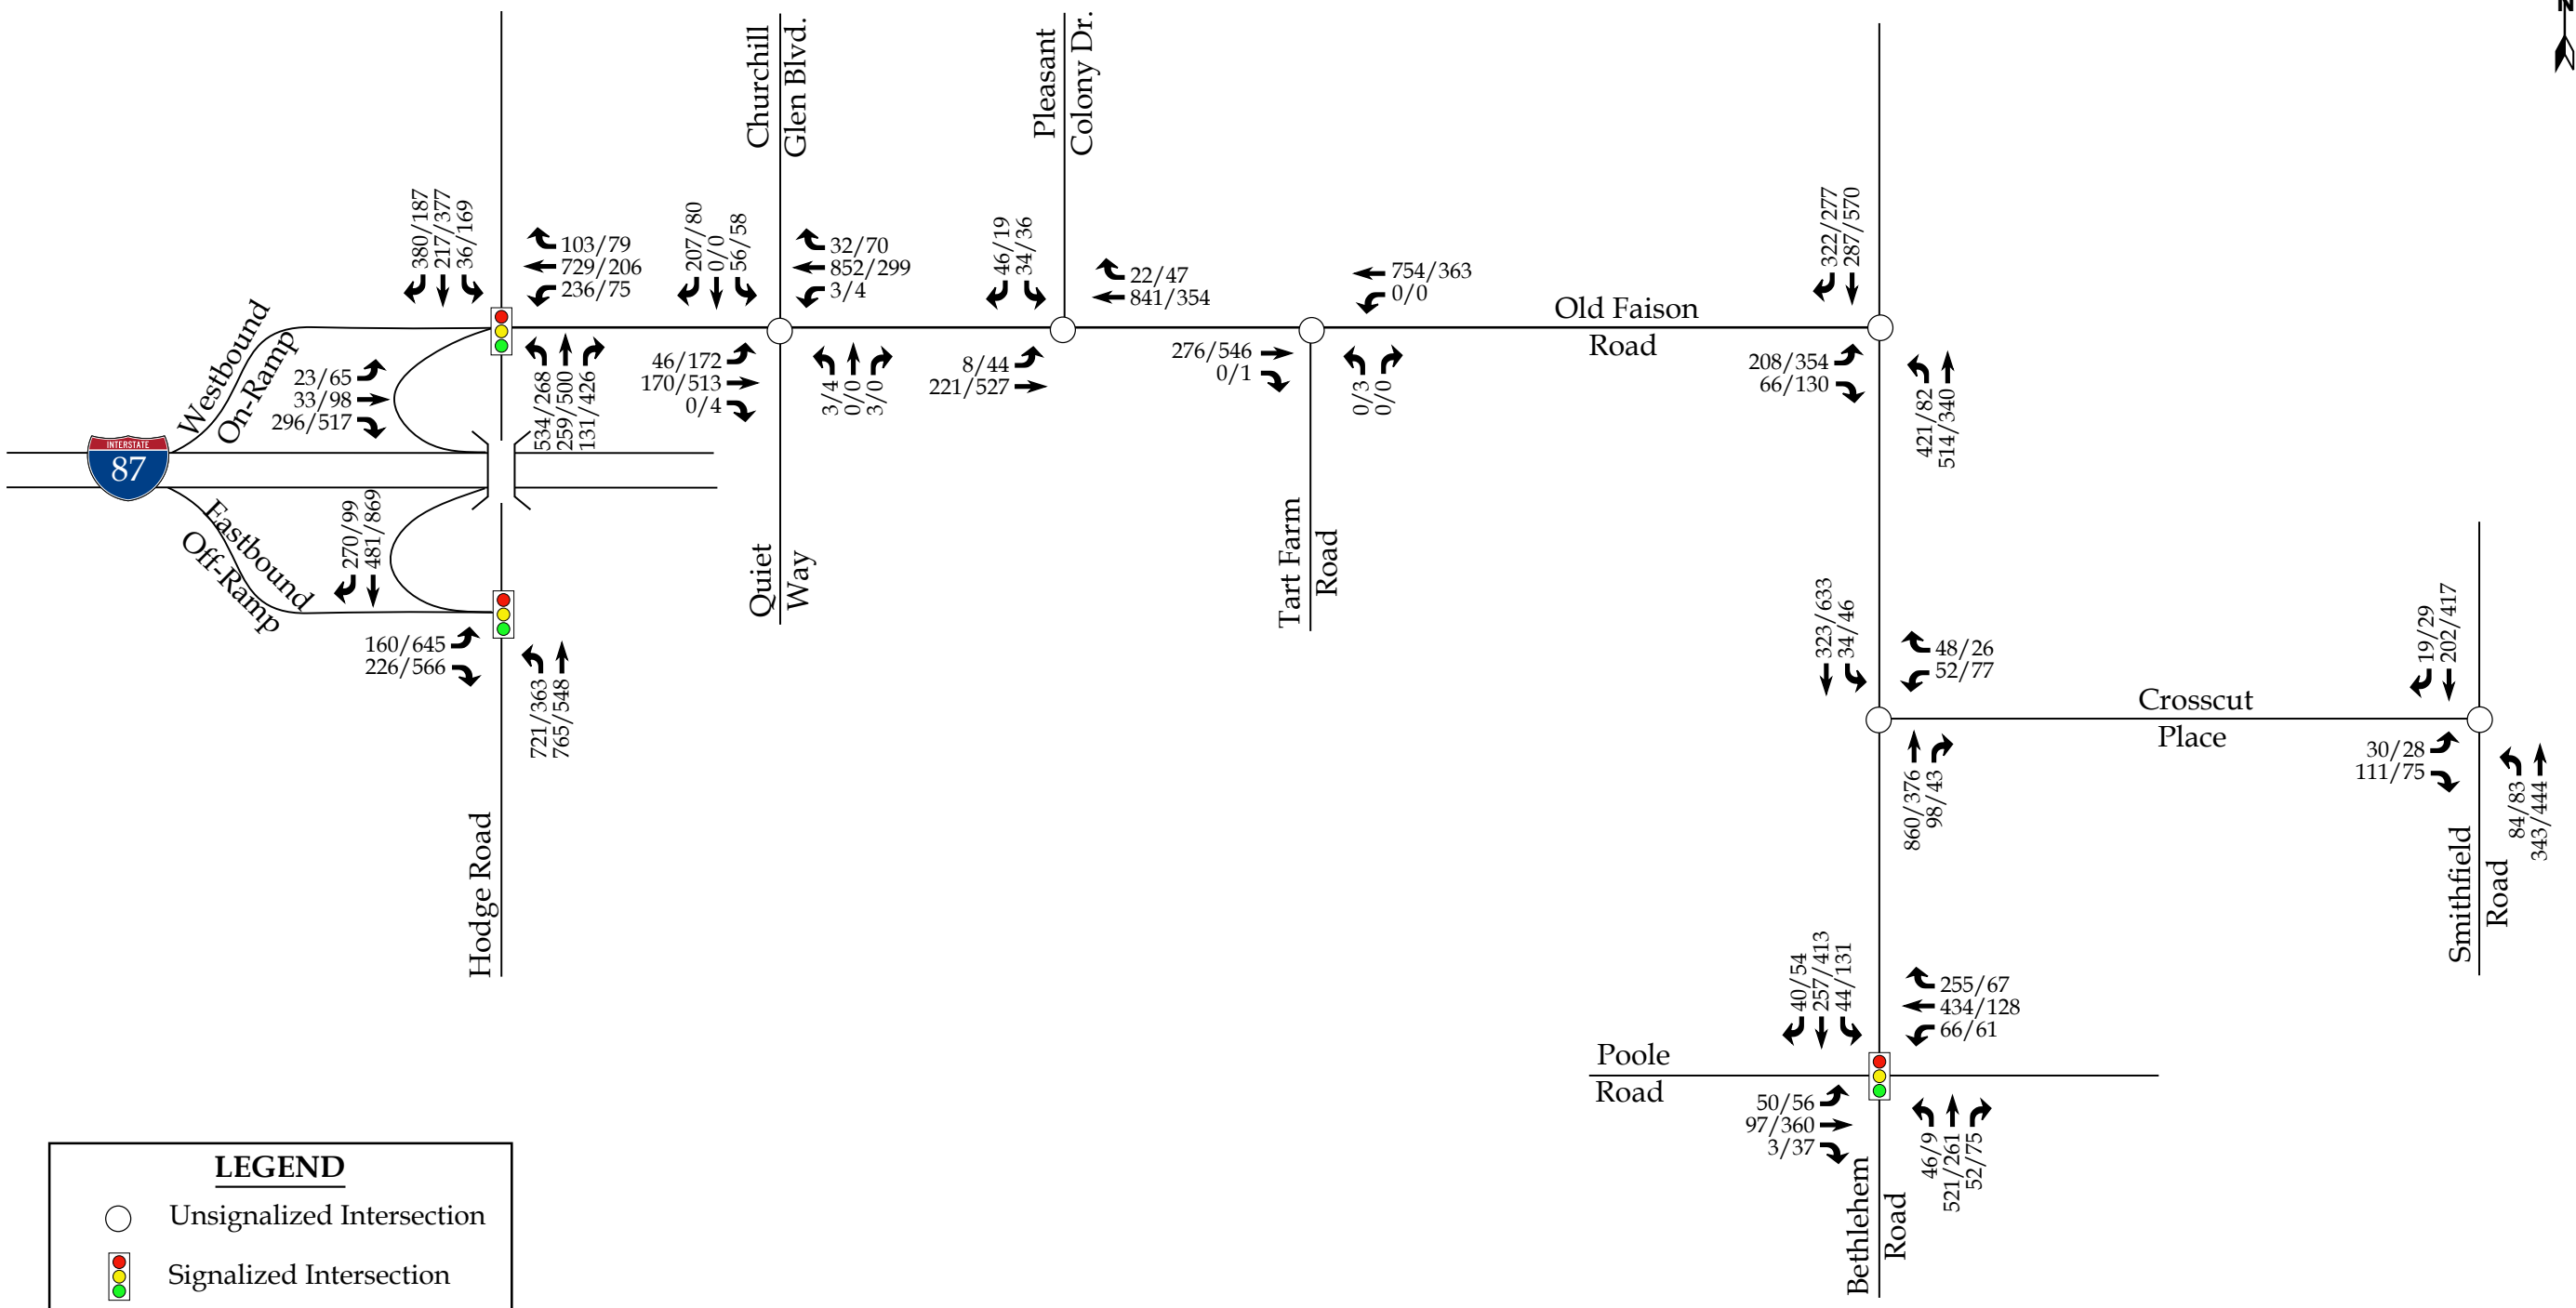 N
Churchill
Glen Blvd.
Pleasant
Colony Dr.
380/187
217/377
36/169
103/79
729/206
236/75
207/80
0/0
56/58
32/70
852/299
3/4
46/19
34/36
22/47
841/354
754/363
0/0
Old Faison
Road
322/277
287/570
Westbound
On-Ramp
23/65
33/98
296/517
534/268
259/500
131/426
46/172
170/513
0/4
3/4
0/0
3/0
8/44
221/527
276/546
0/1
0/3
0/0
208/354
66/130
421/82
514/340
INTERSTATE
87
Eastbound
Off-Ramp
270/99
481/869
160/645
226/566
721/363
765/548
Quiet
Way
Tart Farm
Road
323/633
34/46
48/26
52/77
Crosscut
Place
19/29
202/417
30/28
111/75
84/83
343/444
860/376
98/43
Hodge Road
Smithfield
Road
40/54
257/413
44/131
255/67
434/128
66/61
Poole
Road
50/56
97/360
3/37
46/9
521/261
52/75
Bethlehem
Road
LEGEND
Unsignalized Intersection
Signalized Intersection